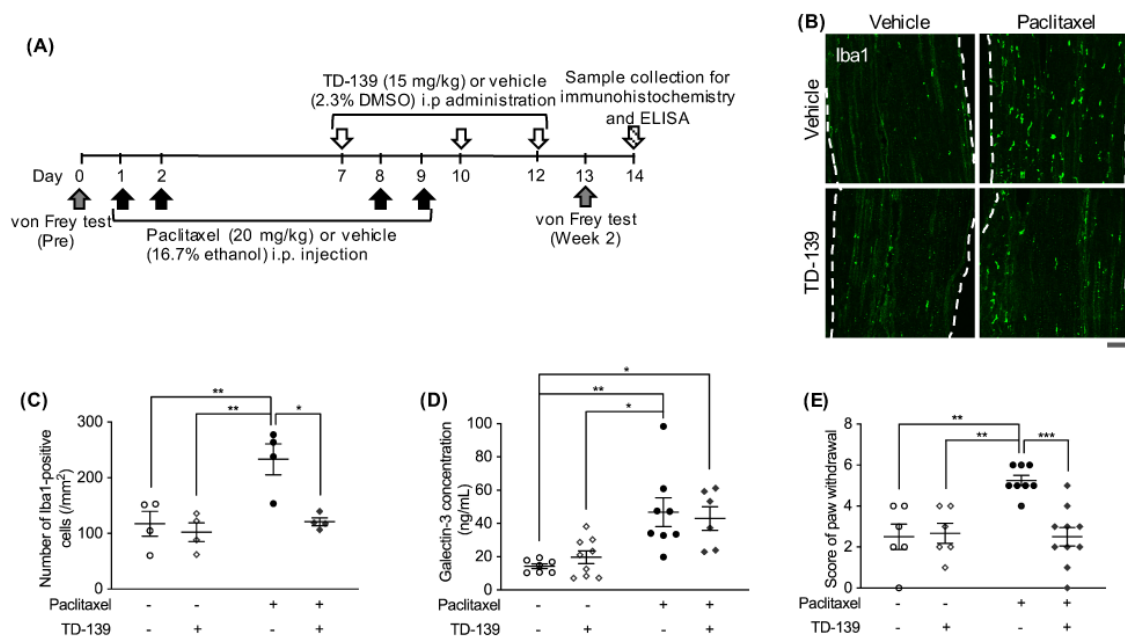 (A)
TD-139 (15 mg/kg) or vehicle
(2.3% DMSO) i.p administration
Sample collection for
immunohistochemistry
and ELISA
Day 0 1 2 7 8 9 10 12 13 14
von Frey test
(Pre)
Paclitaxel (20 mg/kg) or vehicle
(16.7% ethanol) i.p. injection
von Frey test
(Week 2)
(B)
Vehicle Paclitaxel
Iba1
Vehicle
TD-139
(C)
Number of Iba1-positive
cells (/mm2)
300
200
100
0
** 
** *
Paclitaxel - - + +
TD-139 - + - +
(D)
Galectin-3 concentration
(ng/mL)
100
80
60
40
20
0
*
**
*
- - + +
Paclitaxel
TD-139 - + - +
(E)
Score of paw withdrawal
8
6
4
2
0
**
** ***
Paclitaxel - - + +
TD-139 - + - +